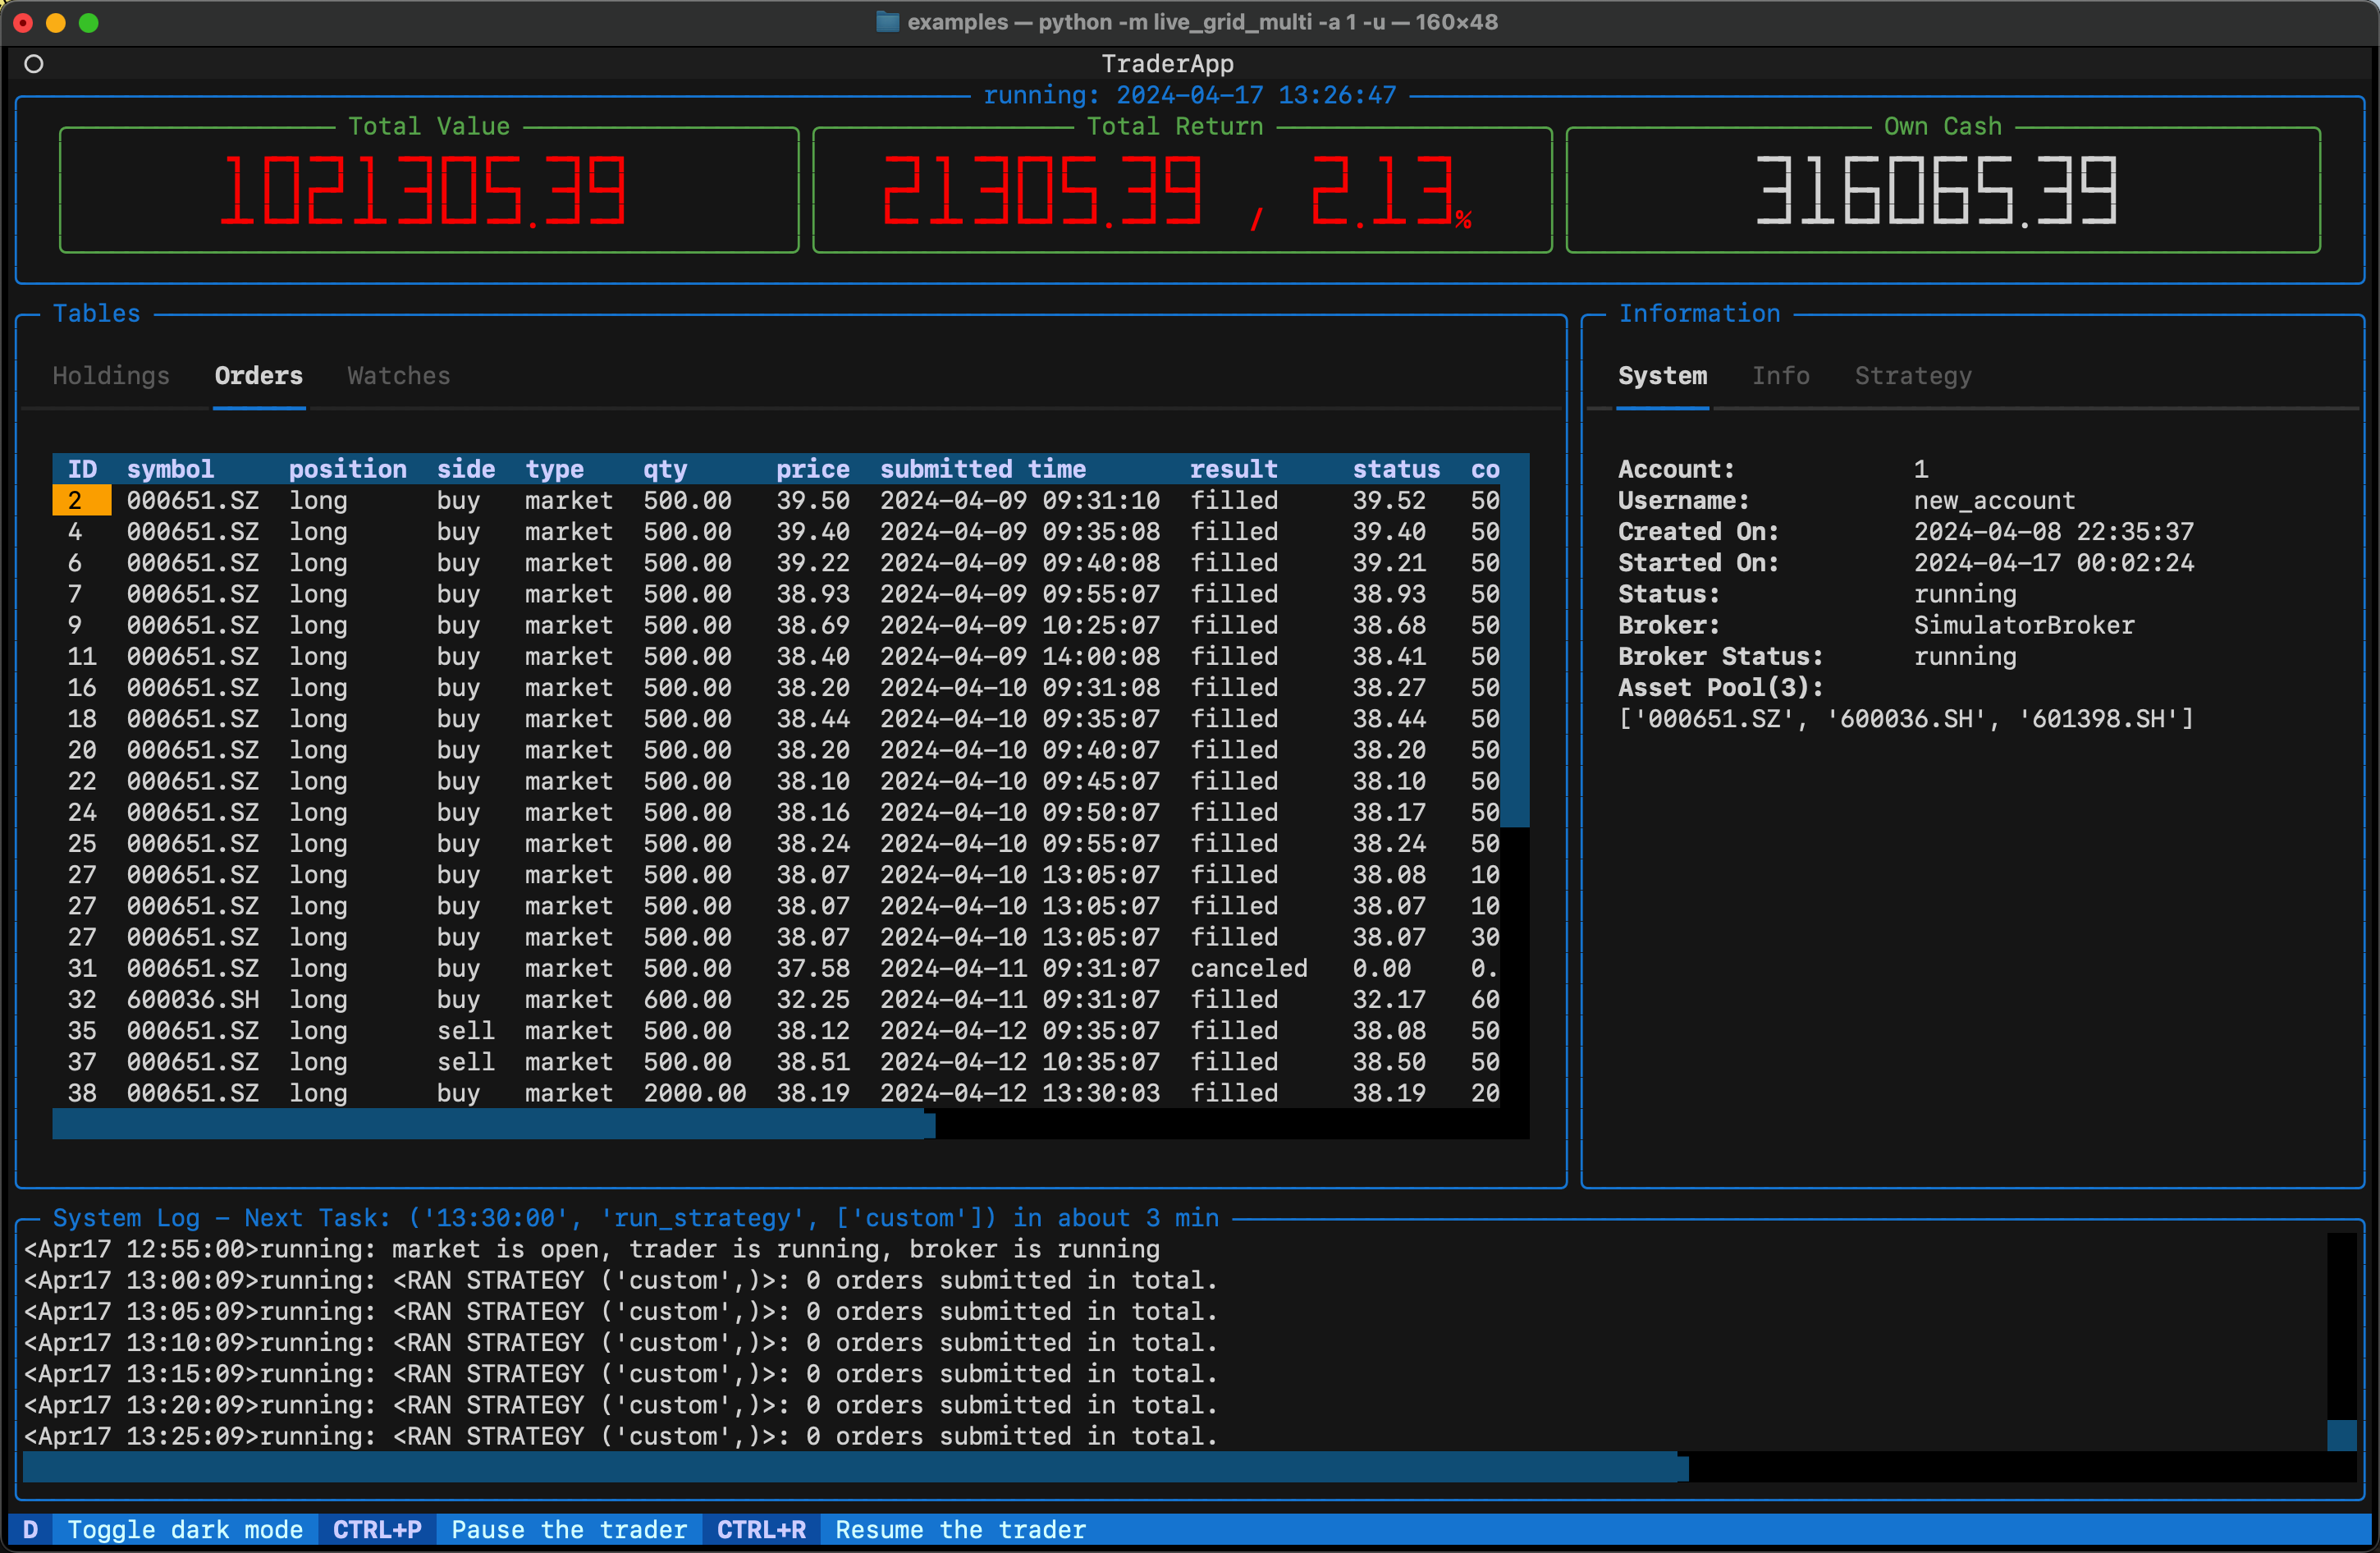 examples — python -m live_grid_multi -a 1 -u — 160×48
TraderApp
running: 2024-04-17 13:26:47
Total Value
1021305.39
Total Return
21305.39 / 2.13%
Own Cash
316065.39
Tables
Holdings Orders Watches
ID symbol position side type qty price submitted time result status co
2 000651.SZ long buy market 500.00 39.50 2024-04-09 09:31:10 filled 39.52 50
4 000651.SZ long buy market 500.00 39.40 2024-04-09 09:35:08 filled 39.40 50
6 000651.SZ long buy market 500.00 39.22 2024-04-09 09:40:08 filled 39.21 50
7 000651.SZ long buy market 500.00 38.93 2024-04-09 09:55:07 filled 38.93 50
9 000651.SZ long buy market 500.00 38.69 2024-04-09 10:25:07 filled 38.68 50
11 000651.SZ long buy market 500.00 38.40 2024-04-09 14:00:08 filled 38.41 50
16 000651.SZ long buy market 500.00 38.20 2024-04-10 09:31:08 filled 38.27 50
18 000651.SZ long buy market 500.00 38.44 2024-04-10 09:35:07 filled 38.44 50
20 000651.SZ long buy market 500.00 38.20 2024-04-10 09:40:07 filled 38.20 50
22 000651.SZ long buy market 500.00 38.10 2024-04-10 09:45:07 filled 38.10 50
24 000651.SZ long buy market 500.00 38.16 2024-04-10 09:50:07 filled 38.17 50
25 000651.SZ long buy market 500.00 38.24 2024-04-10 09:55:07 filled 38.24 50
27 000651.SZ long buy market 500.00 38.07 2024-04-10 13:05:07 filled 38.08 10
27 000651.SZ long buy market 500.00 38.07 2024-04-10 13:05:07 filled 38.07 10
27 000651.SZ long buy market 500.00 38.07 2024-04-10 13:05:07 filled 38.07 30
31 000651.SZ long buy market 500.00 37.58 2024-04-11 09:31:07 canceled 0.00 0.
32 600036.SH long buy market 600.00 32.25 2024-04-11 09:31:07 filled 32.17 60
35 000651.SZ long sell market 500.00 38.12 2024-04-12 09:35:07 filled 38.08 50
37 000651.SZ long sell market 500.00 38.51 2024-04-12 10:35:07 filled 38.50 50
38 000651.SZ long buy market 2000.00 38.19 2024-04-12 13:30:03 filled 38.19 20
Information
System Info Strategy
Account: 1
Username: new_account
Created On: 2024-04-08 22:35:37
Started On: 2024-04-17 00:02:24
Status: running
Broker: SimulatorBroker
Broker Status: running
Asset Pool(3):
['000651.SZ', '600036.SH', '601398.SH']
System Log - Next Task: ('13:30:00', 'run_strategy', ['custom']) in about 3 min
<Apr17 12:55:00>running: market is open, trader is running, broker is running
<Apr17 13:00:09>running: <RAN STRATEGY ('custom',)>: 0 orders submitted in total.
<Apr17 13:05:09>running: <RAN STRATEGY ('custom',)>: 0 orders submitted in total.
<Apr17 13:10:09>running: <RAN STRATEGY ('custom',)>: 0 orders submitted in total.
<Apr17 13:15:09>running: <RAN STRATEGY ('custom',)>: 0 orders submitted in total.
<Apr17 13:20:09>running: <RAN STRATEGY ('custom',)>: 0 orders submitted in total.
<Apr17 13:25:09>running: <RAN STRATEGY ('custom',)>: 0 orders submitted in total.
D Toggle dark mode CTRL+P Pause the trader CTRL+R Resume the trader